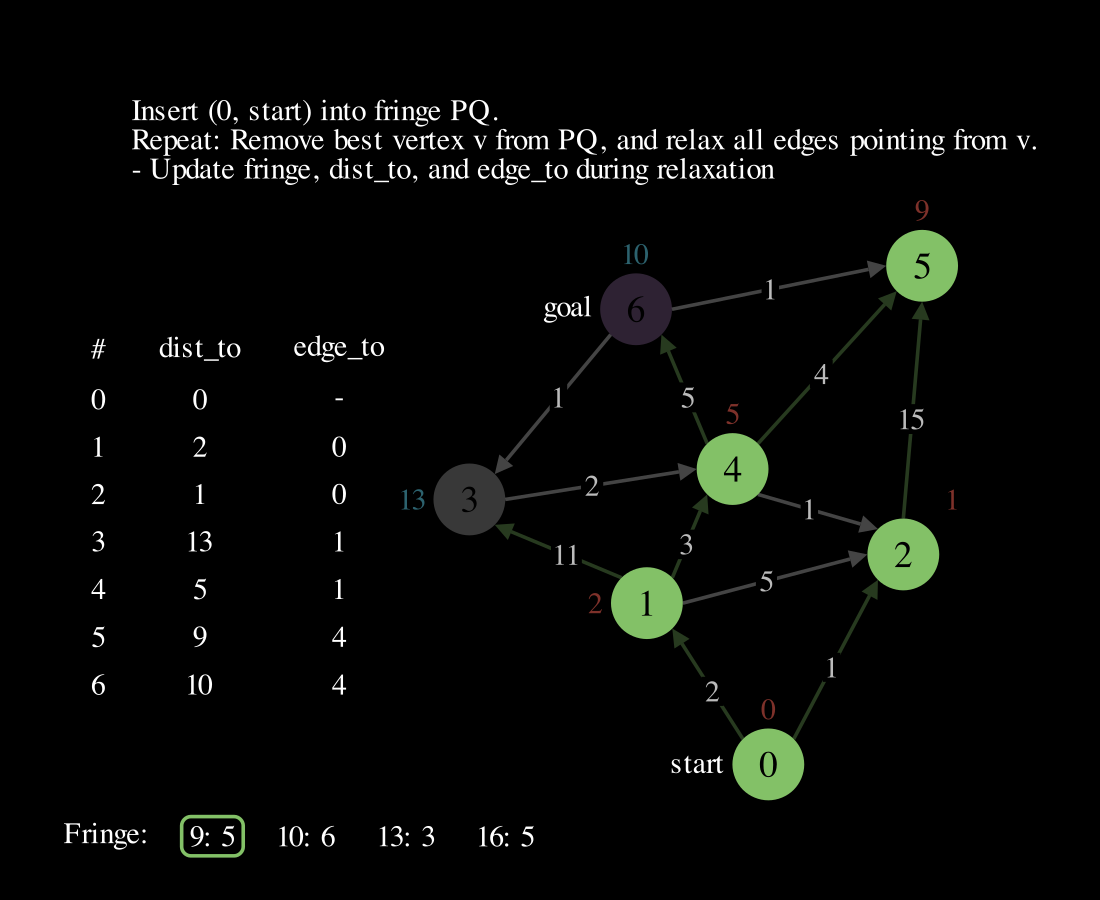 Insert (0, start) into fringe PQ.
Repeat: Remove best vertex v from PQ, and relax all edges pointing from v.
- Update fringe, dist_to, and edge_to during relaxation
9
5
10
6
goal
1
4
5
1
5
4
15
# dist_to edge_to
0 0 -
1 2 0
2 1 0
3 13 1
4 5 1
5 9 4
6 10 4
13
3
2
1
1
2
11
3
5
2
1
2
1
0
start
0
Fringe: 9: 5 10: 6 13: 3 16: 5